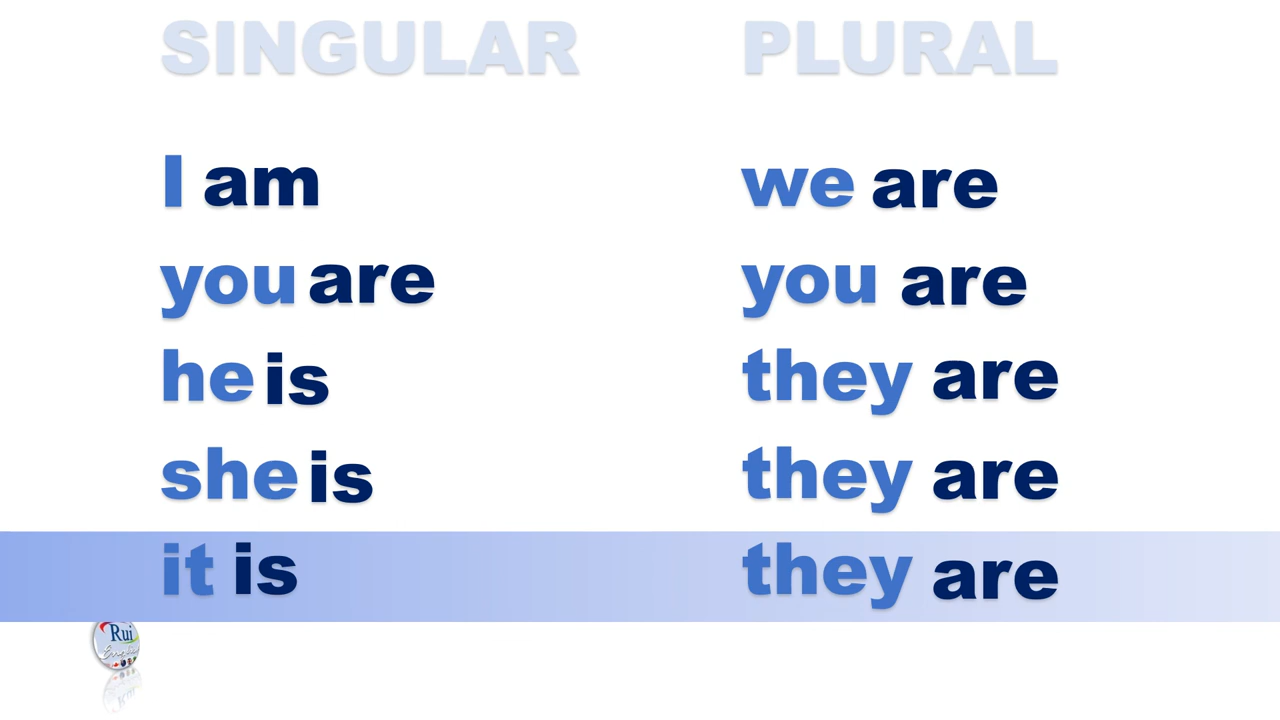 SINGULAR PLURAL
I am we are
you are you are
he is they are
she is they are
it is they are
Rui